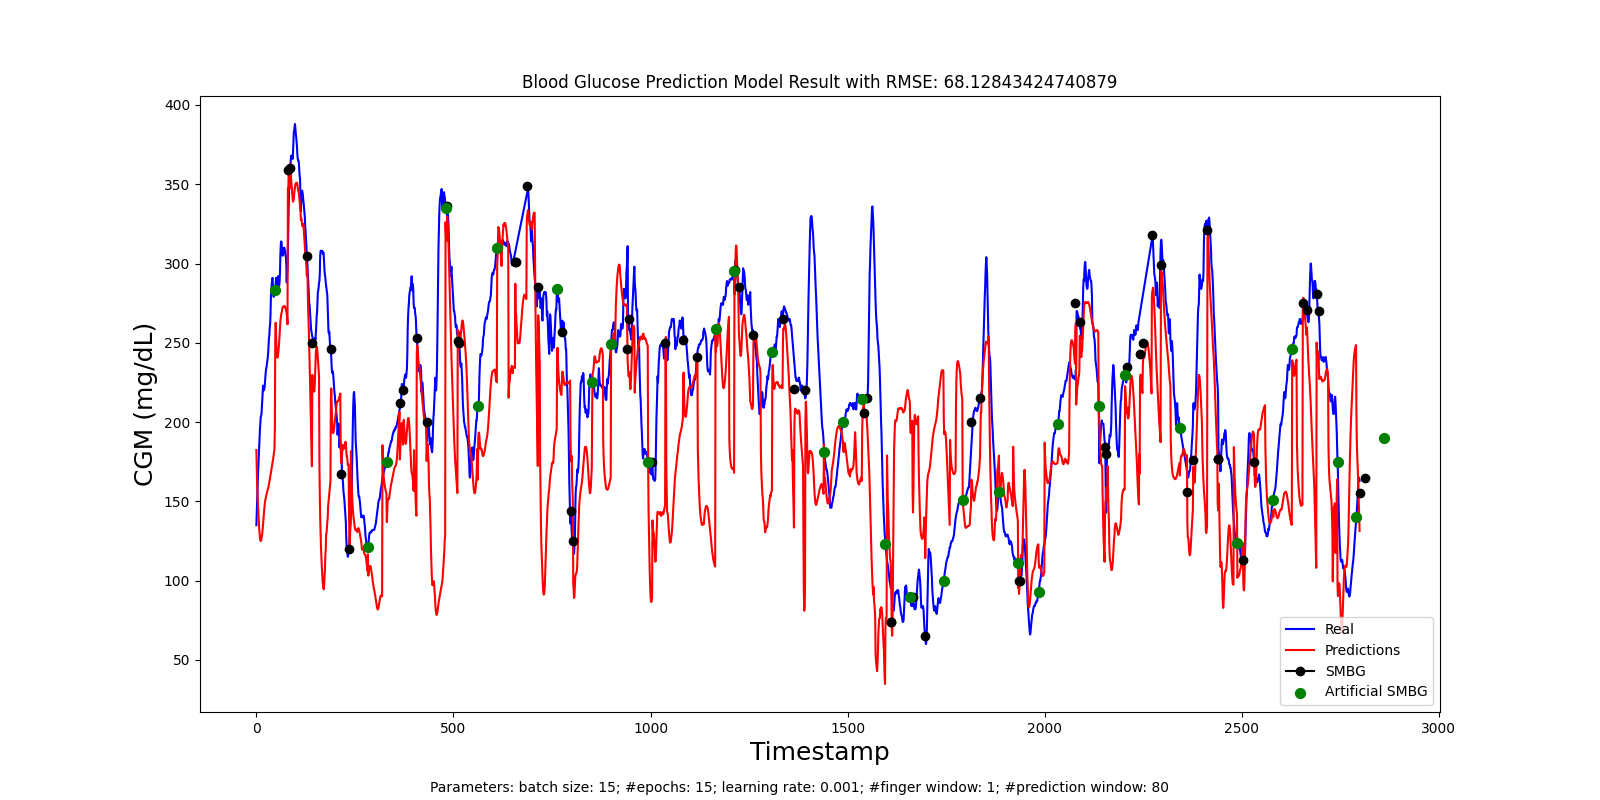 Blood Glucose Prediction Model Result with RMSE: 68.12843424740879
400
350
300
250
200
150
100
50
CGM (mg/dL)
0
500
1000
1500
2000
2500
3000
Timestamp
Real
Predictions
SMBG
Artificial SMBG
Parameters: batch size: 15; #epochs: 15; learning rate: 0.001; #finger window: 1; #prediction window: 80